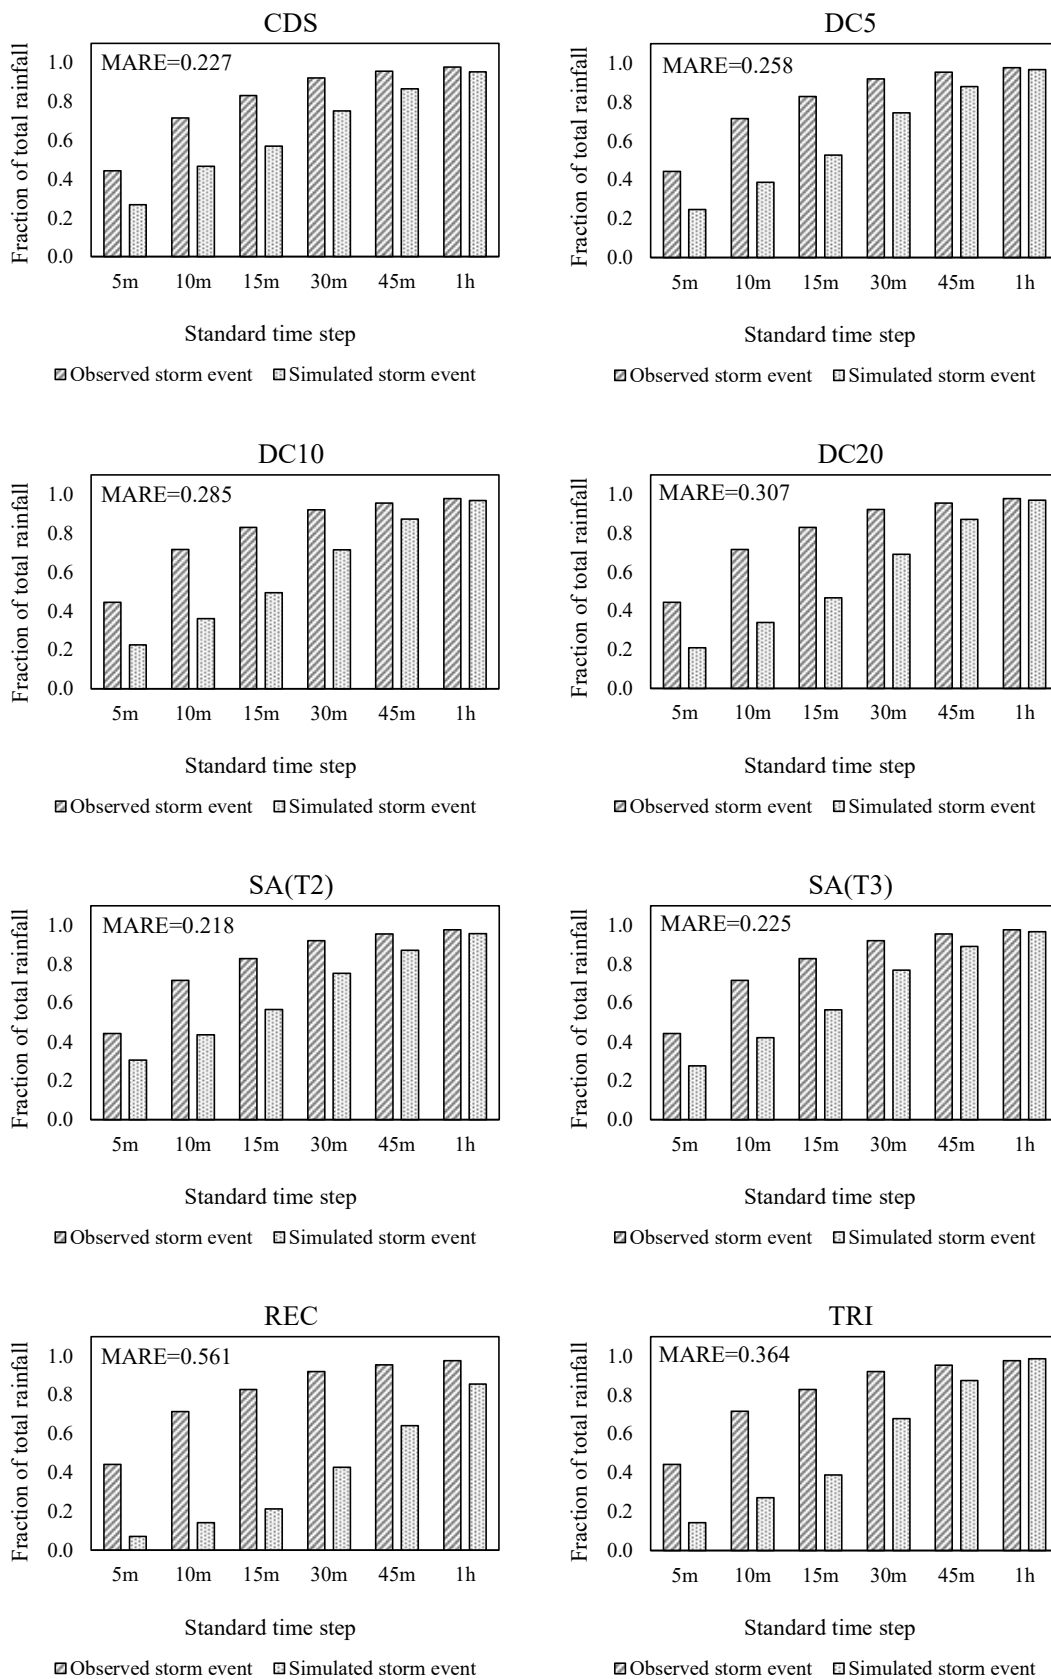 CDS
MARE=0.227
Fraction of total rainfall
1.0
0.8
0.6
0.4
0.2
0.0
5m 10m 15m 30m 45m 1h
Standard time step
Observed storm event Simulated storm event
DC5
MARE=0.258
Fraction of total rainfall
1.0
0.8
0.6
0.4
0.2
0.0
5m 10m 15m 30m 45m 1h
Standard time step
Observed storm event Simulated storm event
DC10
MARE=0.285
Fraction of total rainfall
1.0
0.8
0.6
0.4
0.2
0.0
5m 10m 15m 30m 45m 1h
Standard time step
Observed storm event Simulated storm event
DC20
MARE=0.307
Fraction of total rainfall
1.0
0.8
0.6
0.4
0.2
0.0
5m 10m 15m 30m 45m 1h
Standard time step
Observed storm event Simulated storm event
SA(T2)
MARE=0.218
Fraction of total rainfall
1.0
0.8
0.6
0.4
0.2
0.0
5m 10m 15m 30m 45m 1h
Standard time step
Observed storm event Simulated storm event
SA(T3)
MARE=0.225
Fraction of total rainfall
1.0
0.8
0.6
0.4
0.2
0.0
5m 10m 15m 30m 45m 1h
Standard time step
Observed storm event Simulated storm event
REC
MARE=0.561
Fraction of total rainfall
1.0
0.8
0.6
0.4
0.2
0.0
5m 10m 15m 30m 45m 1h
Standard time step
Observed storm event Simulated storm event
TRI
MARE=0.364
Fraction of total rainfall
1.0
0.8
0.6
0.4
0.2
0.0
5m 10m 15m 30m 45m 1h
Standard time step
Observed storm event Simulated storm event